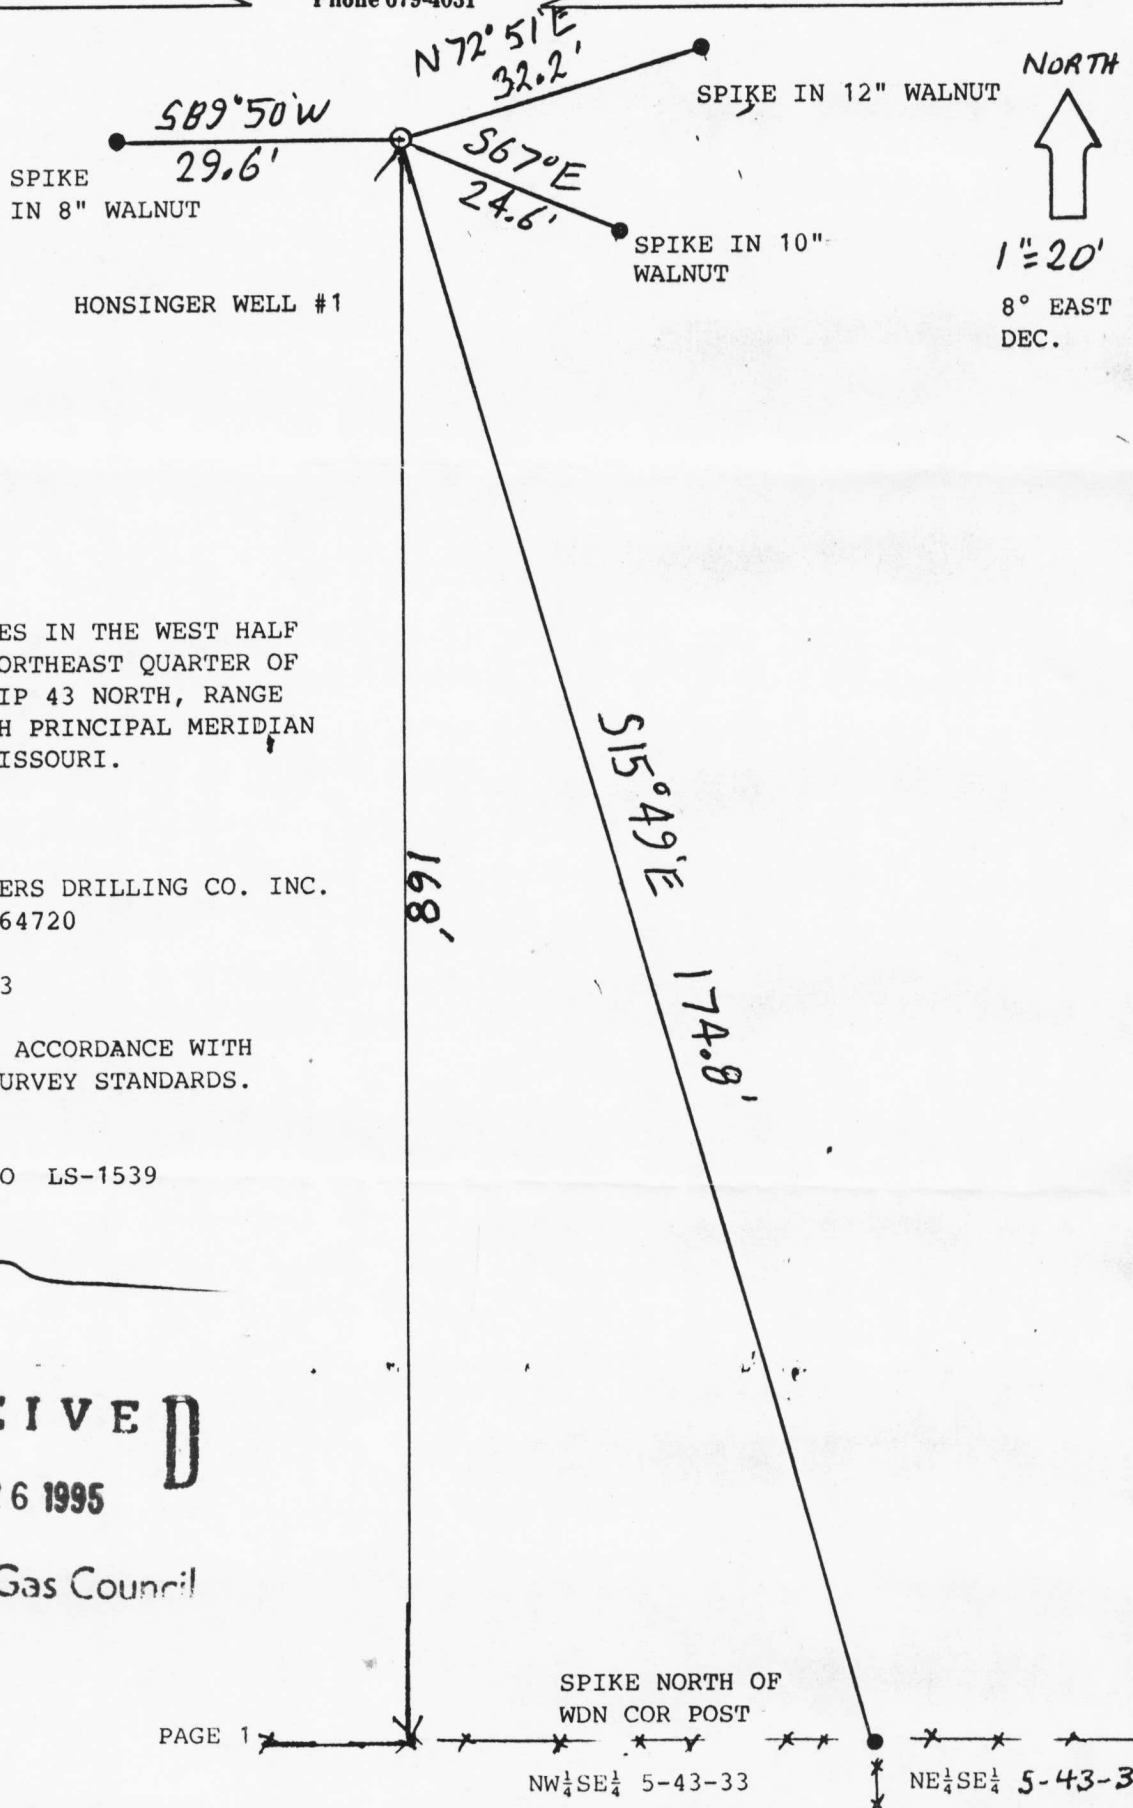 Phone 679-4031
N72°51'E
32.2'
NORTH
SPIKE IN 12" WALNUT
S89°50'W
29.6'
SPIKE
IN 8" WALNUT
S67°E
24.6'
SPIKE IN 10"
WALNUT
1"=20'
8° EAST
DEC.
HONSINGER WELL #1
ES IN THE WEST HALF
ORTHEAST QUARTER OF
IP 43 NORTH, RANGE
H PRINCIPAL MERIDIAN
ISSOURI.
S15°49'E 174.8'
168'
ERS DRILLING CO. INC.
64720
3
ACCORDANCE WITH
URVEY STANDARDS.
O LS-1539
EIVED
6 1995
Gas Council
SPIKE NORTH OF
WDN COR POST
PAGE 1
NW¼SE¼ 5-43-33
NE¼SE¼ 5-43-3